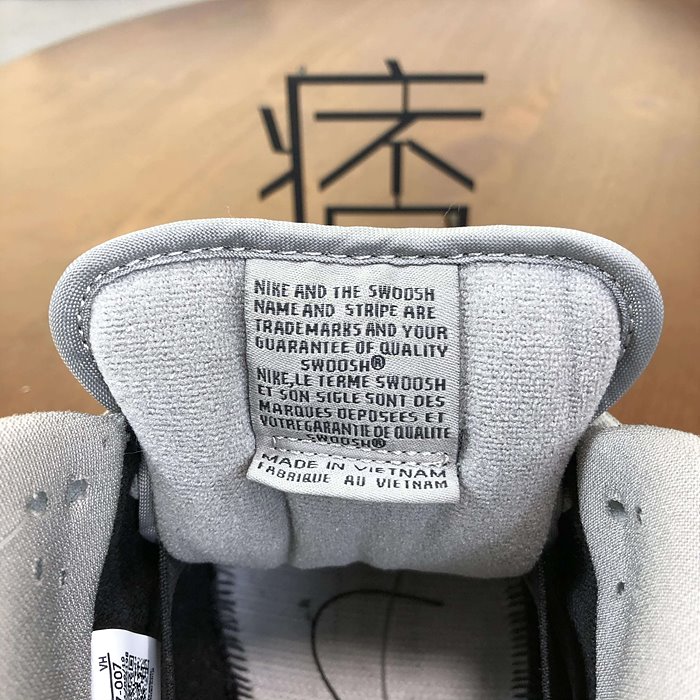 痞
NIKE AND THE SWOOSH
NAME AND STRIPE ARE
TRADEMARKS AND YOUR
GUARANTEE OF QUALITY
SWOOSH®
NIKE,LE TERME SWOOSH
ET SON SIGLE SONT DES
MARQUES DEPOSEES ET
VOTRE GARANTIE DE QUALITE
SWOOSH®
MADE IN VIETNAM
FABRIQUE AU VIETNAM
VH